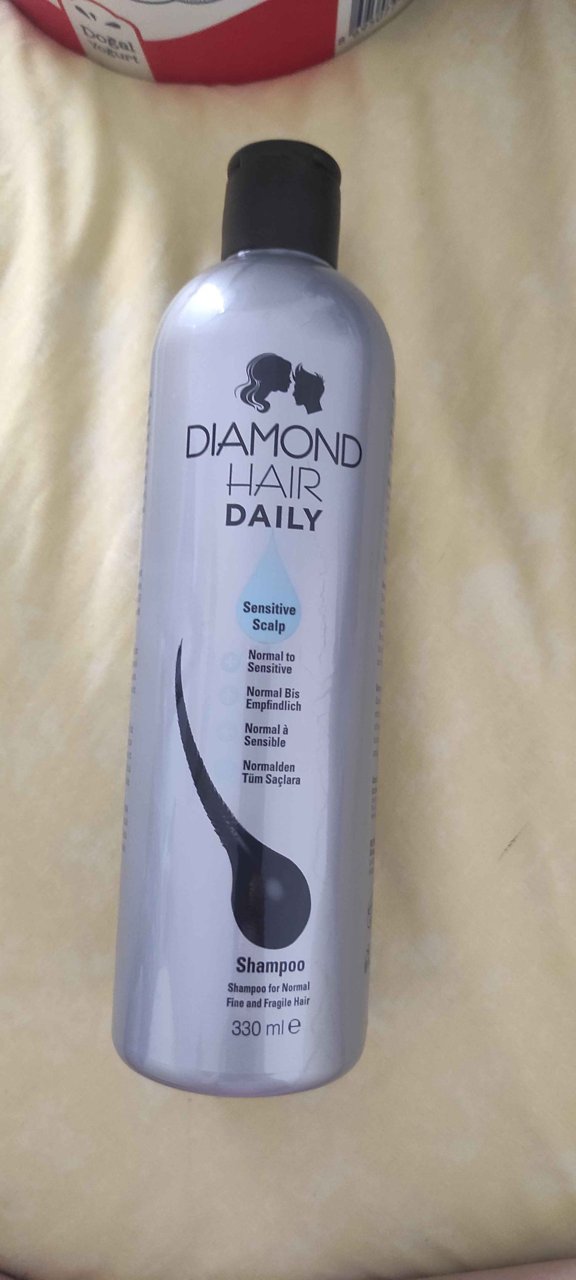 Doğal
Yoğurt
DIAMOND
HAIR
DAILY
Sensitive
Scalp
Normal to
Sensitive
Normal Bis
Empfindlich
Normal à
Sensible
Normalden
Tüm Saçlara
Shampoo
Shampoo for Normal
Fine and Fragile Hair
330 ml e